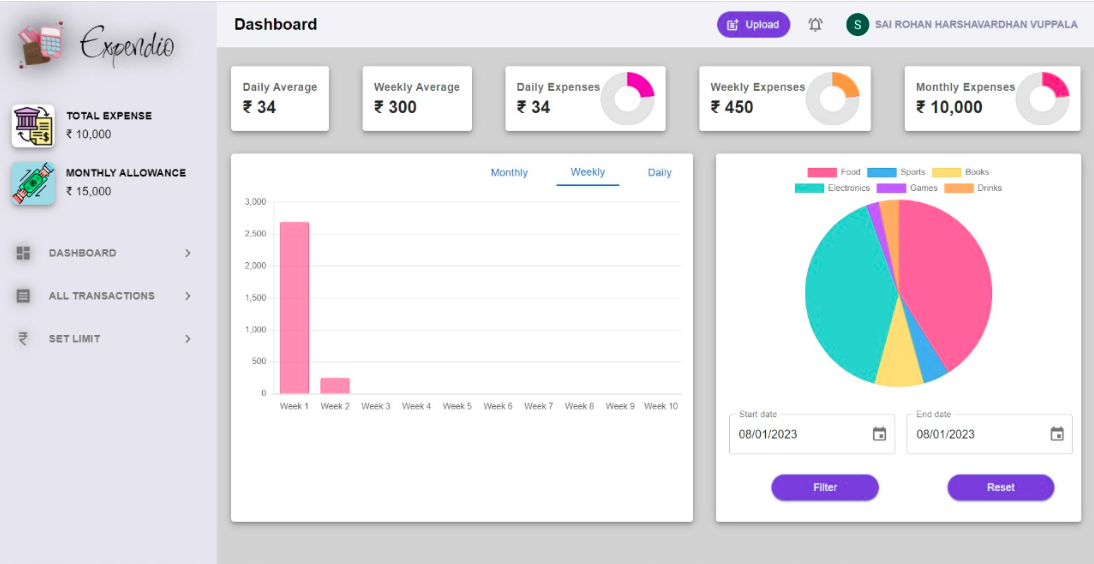 Expendio
TOTAL EXPENSE
₹ 10,000
MONTHLY ALLOWANCE
₹ 15,000
DASHBOARD
ALL TRANSACTIONS
₹ SET LIMIT
Dashboard
Upload
S SAI ROHAN HARSHAVARDHAN VUPPALA
Daily Average
₹ 34
Weekly Average
₹ 300
Daily Expenses
₹ 34
Weekly Expenses
₹ 450
Monthly Expenses
₹ 10,000
Monthly Weekly Daily
3,000
2,500
2,000
1,500
1,000
500
0
Week 1 Week 2 Week 3 Week 4 Week 5 Week 6 Week 7 Week 8 Week 9 Week 10
Food Sports Books
Electronics Games Drinks
Start date
08/01/2023
End date
08/01/2023
Filter
Reset